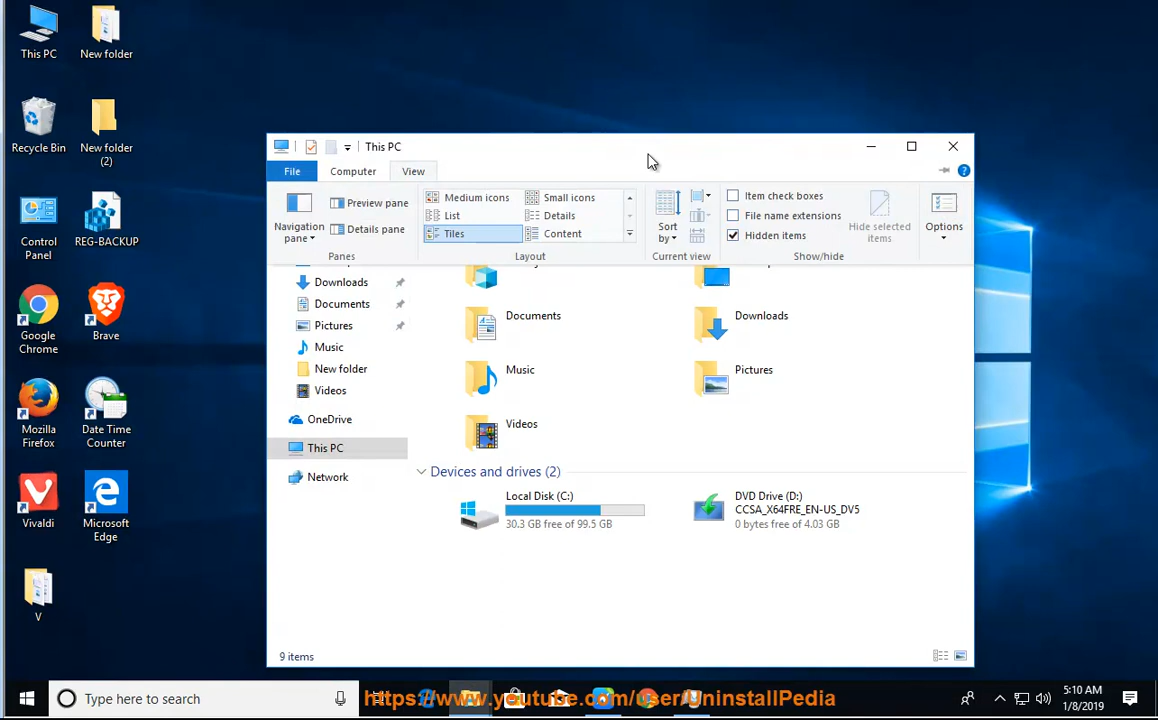 This PC
New folder
Recycle Bin
New folder
(2)
Control
Panel
REG-BACKUP
Google
Chrome
Brave
Mozilla
Firefox
Date Time
Counter
Vivaldi
Microsoft
Edge
V
This PC
File
Computer
View
Navigation
pane
Preview pane
Details pane
Panes
Medium icons
Small icons
List
Details
Tiles
Content
Layout
Sort
by
Current view
Item check boxes
File name extensions
Hidden items
Hide selected
items
Show/hide
Options
Downloads
Documents
Pictures
Music
New folder
Videos
OneDrive
This PC
Network
Documents
Downloads
Music
Pictures
Videos
Devices and drives (2)
Local Disk (C:)
30.3 GB free of 99.5 GB
DVD Drive (D:)
CCSA_X64FRE_EN-US_DV5
0 bytes free of 4.03 GB
9 items
Type here to search
https://www.youtube.com/user/UninstallPedia
5:10 AM
1/8/2019